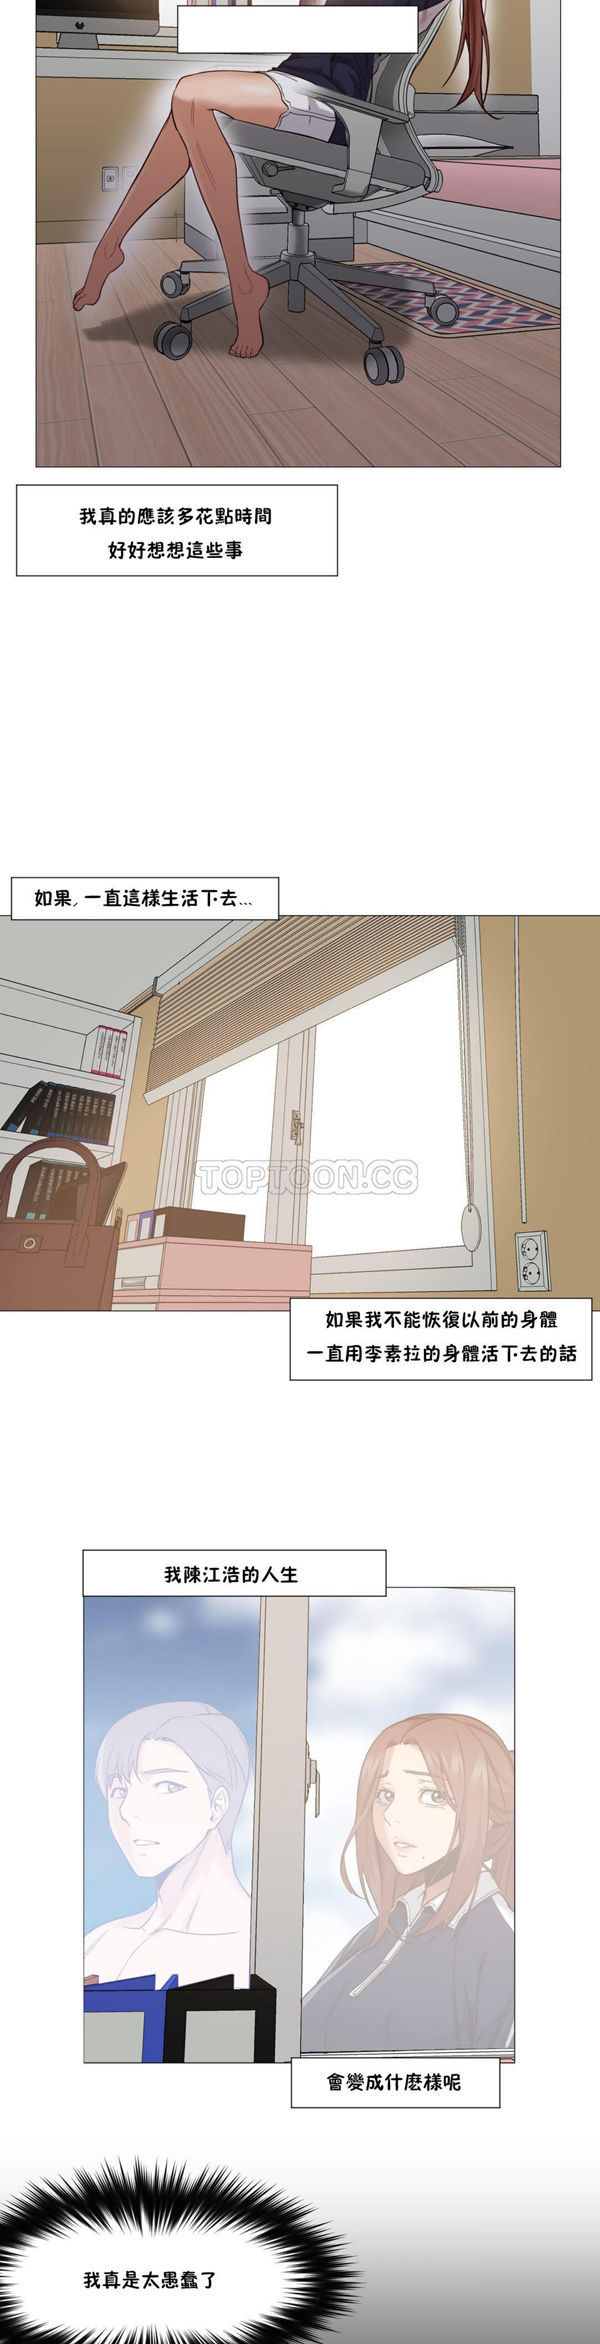 我真的應該多花點時間
好好想想這些事
如果,一直這樣生活下去...
TOPTOON.CC
如果我不能恢復以前的身體
一直用李素拉的身體活下去的話
我陳江浩的人生
會變成什麼樣呢
我真是太愚蠢了